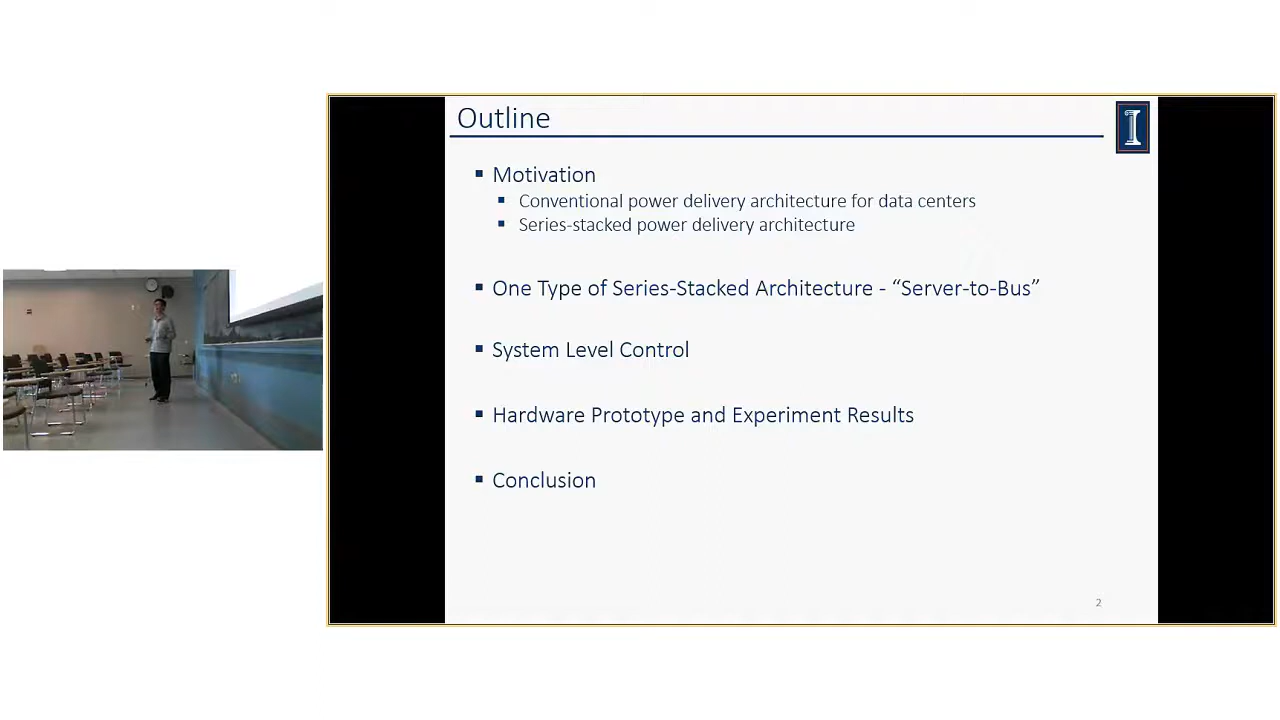 Outline
Motivation
Conventional power delivery architecture for data centers
Series-stacked power delivery architecture
One Type of Series-Stacked Architecture - “Server-to-Bus”
System Level Control
Hardware Prototype and Experiment Results
Conclusion
2